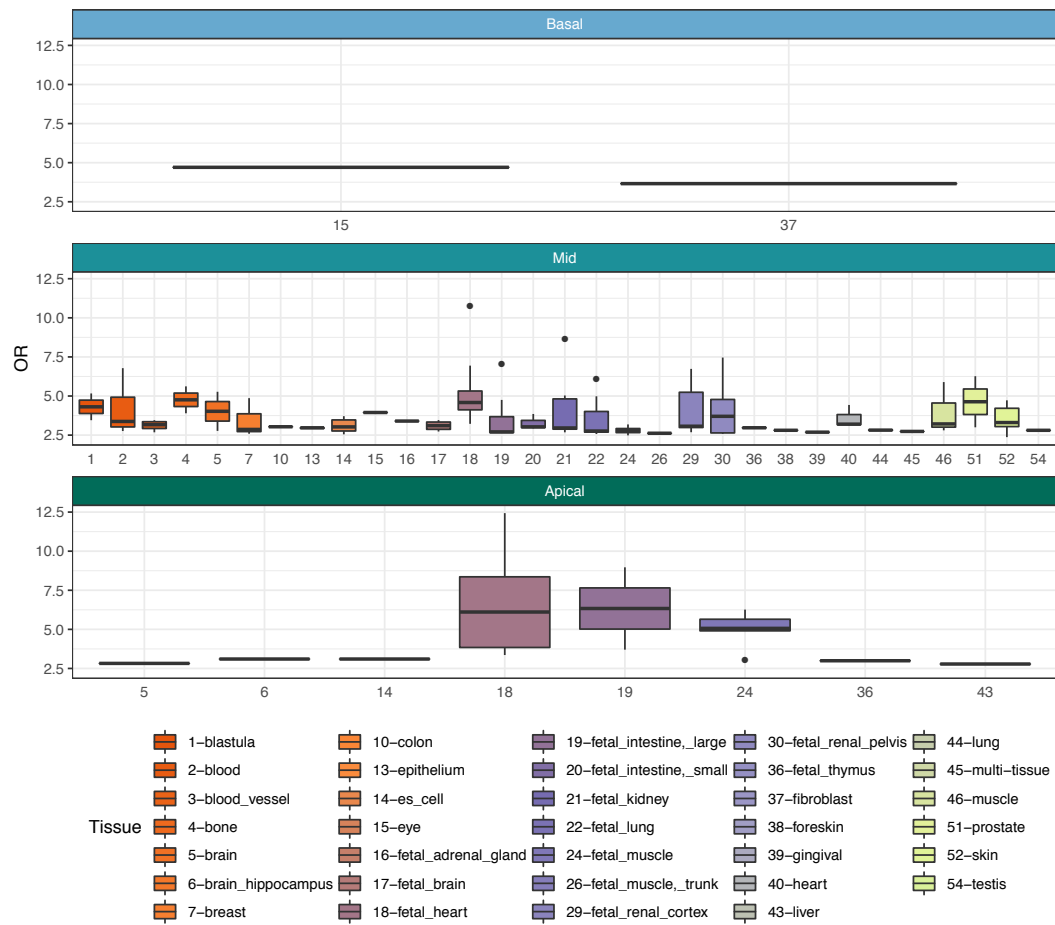 Basal
12.5
10.0
7.5
5.0
2.5
15 37
Mid
12.5
10.0
7.5
5.0
2.5
1 2 3 4 5 7 10 13 14 15 16 17 18 19 20 21 22 24 26 29 30 36 38 39 40 44 45 46 51 52 54
OR
Apical
12.5
10.0
7.5
5.0
2.5
5 6 14 18 19 24 36 43
Tissue
1-blastula
2-blood
3-blood_vessel
4-bone
5-brain
6-brain_hippocampus
7-breast
10-colon
13-epithelium
14-es_cell
15-eye
16-fetal_adrenal_gland
17-fetal_brain
18-fetal_heart
19-fetal_intestine,_large
20-fetal_intestine,_small
21-fetal_kidney
22-fetal_lung
24-fetal_muscle
26-fetal_muscle,_trunk
29-fetal_renal_cortex
30-fetal_renal_pelvis
36-fetal_thymus
37-fibroblast
38-foreskin
39-gingival
40-heart
43-liver
44-lung
45-multi-tissue
46-muscle
51-prostate
52-skin
54-testis